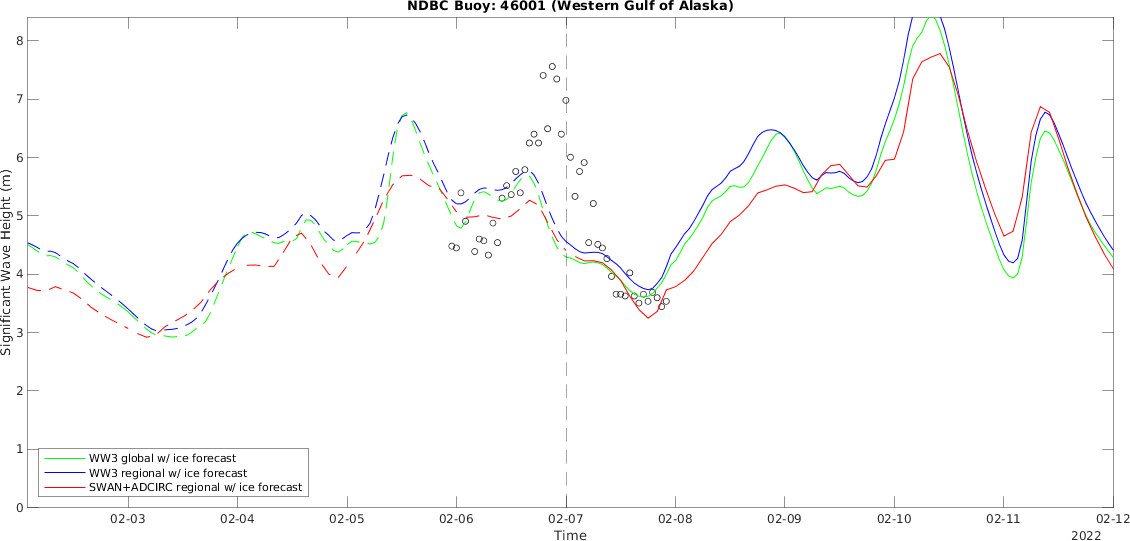 NDBC Buoy: 46001 (Western Gulf of Alaska)
8
7
6
5
4
3
2
1
0
Significant Wave Height (m)
WW3 global w/ ice forecast
WW3 regional w/ ice forecast
SWAN+ADCIRC regional w/ ice forecast
02-03 02-04 02-05 02-06 02-07 02-08 02-09 02-10 02-11 02-12
Time
2022